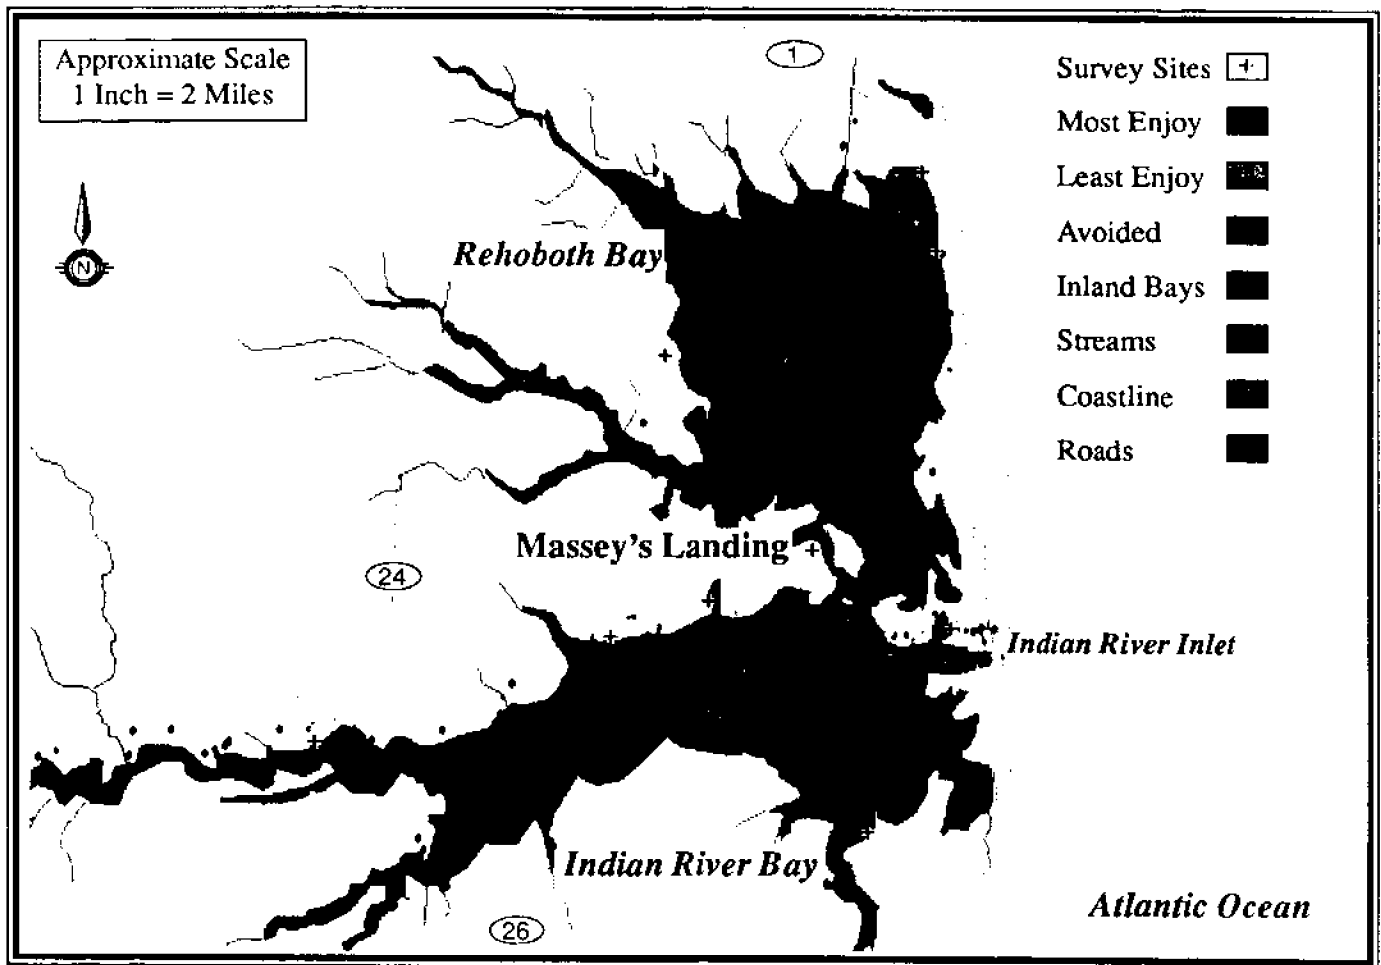 Approximate Scale
1 Inch = 2 Miles
1
Survey Sites
Most Enjoy
Least Enjoy
Avoided
Inland Bays
Streams
Coastline
Roads
N
Rehoboth Bay
Massey's Landing
24
Indian River Inlet
Indian River Bay
26
Atlantic Ocean